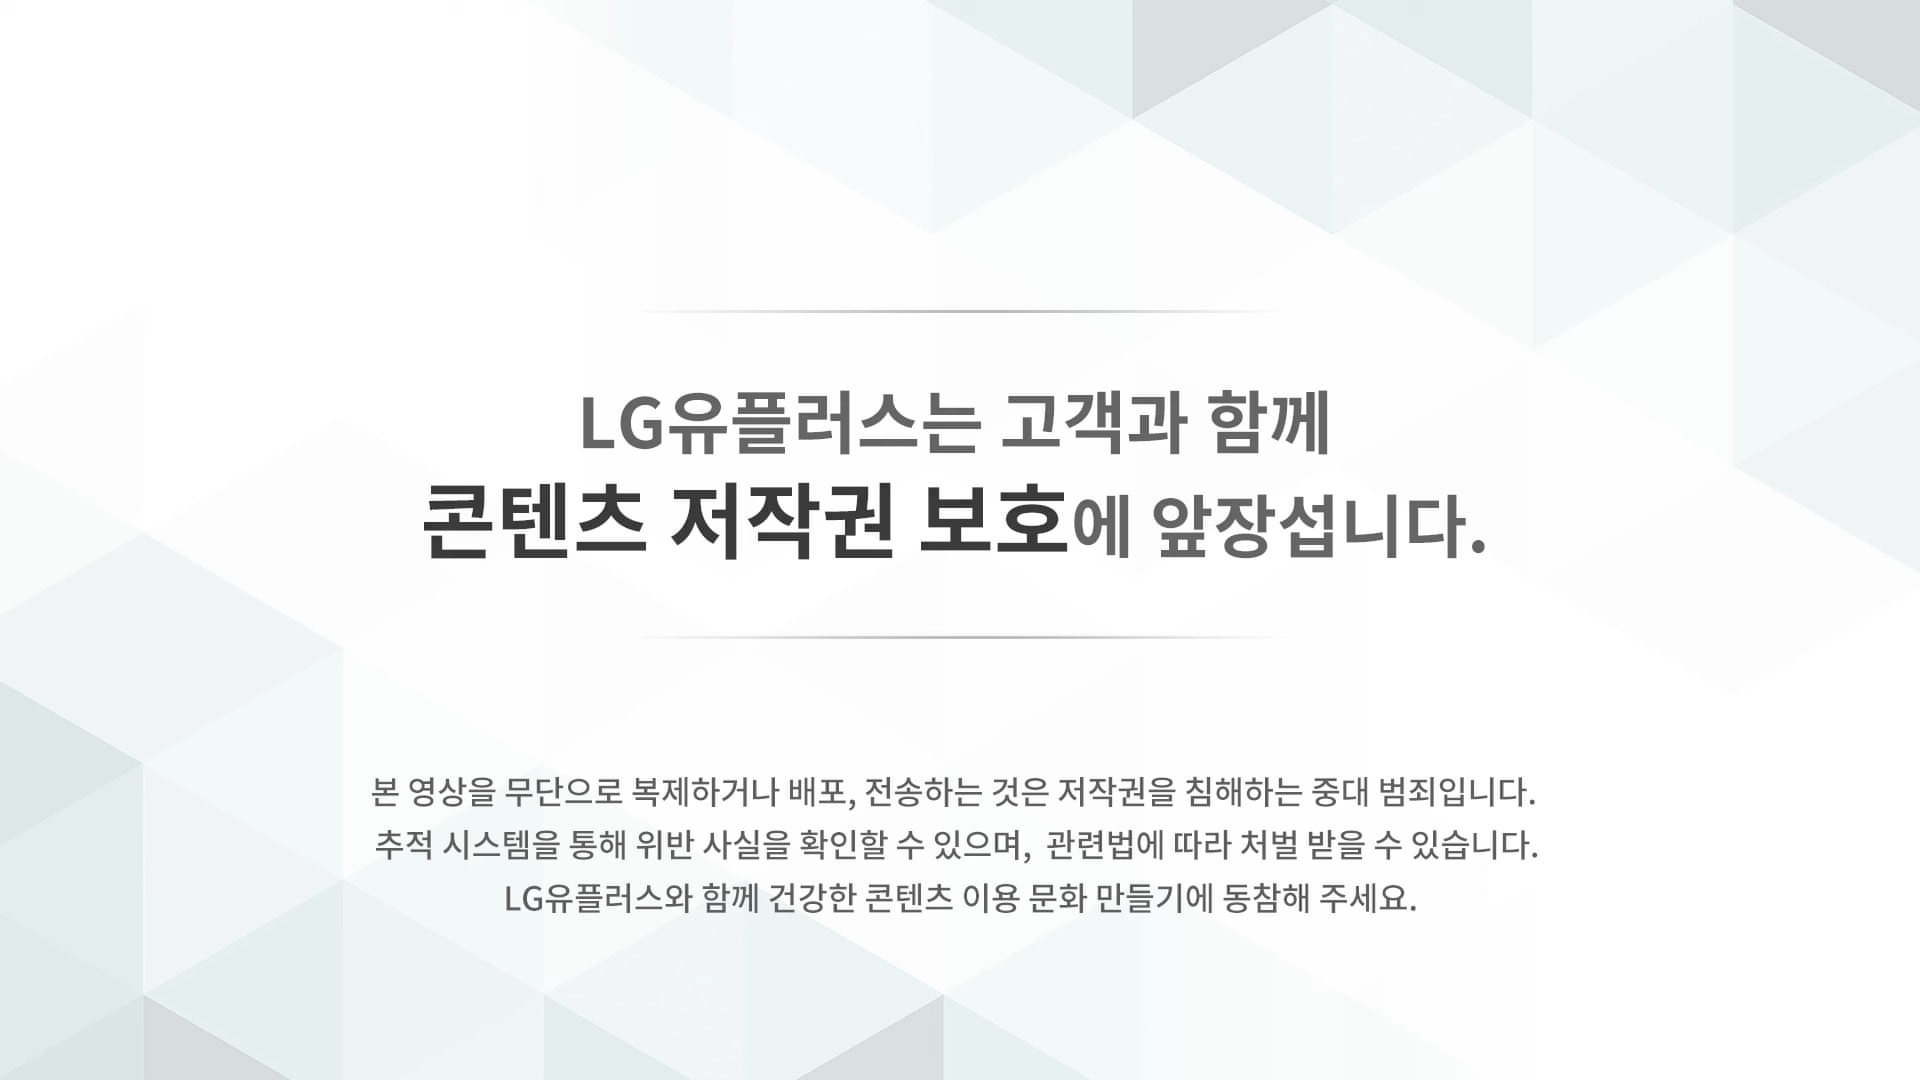 LG유플러스는 고객과 함께
콘텐츠 저작권 보호에 앞장섭니다.
본 영상을 무단으로 복제하거나 배포, 전송하는 것은 저작권을 침해하는 중대 범죄입니다.
추적 시스템을 통해 위반 사실을 확인할 수 있으며, 관련법에 따라 처벌 받을 수 있습니다.
LG유플러스와 함께 건강한 콘텐츠 이용 문화 만들기에 동참해 주세요.